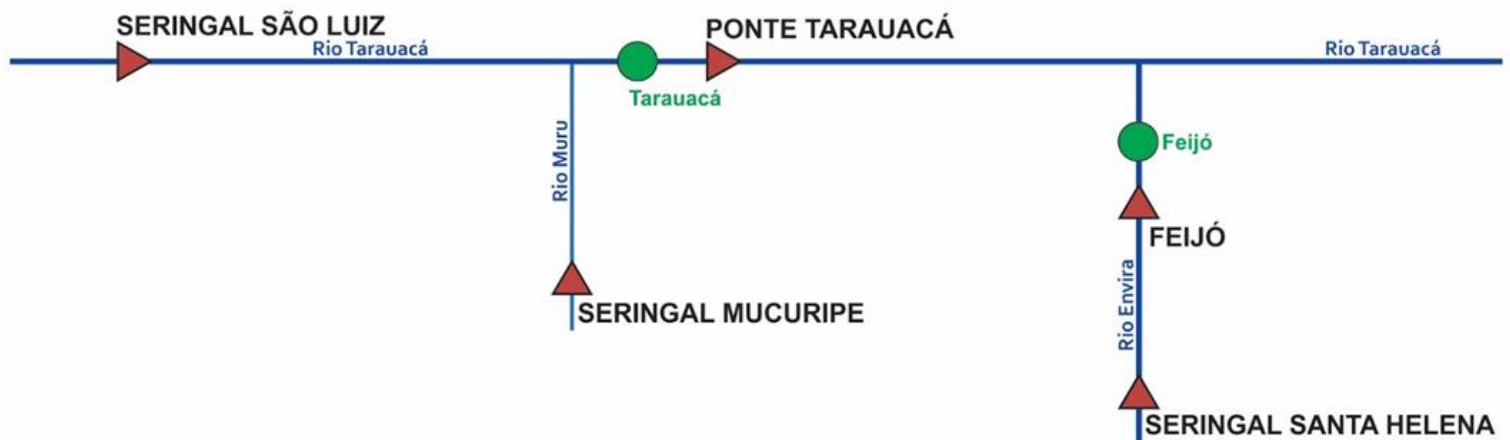 SERINGAL SÃO LUIZ
Rio Tarauacá
PONTE TARAUACÁ
Rio Tarauacá
Tarauacá
Rio Muru
Feijó
FEIJÓ
Rio Envira
SERINGAL MUCURIPE
SERINGAL SANTA HELENA